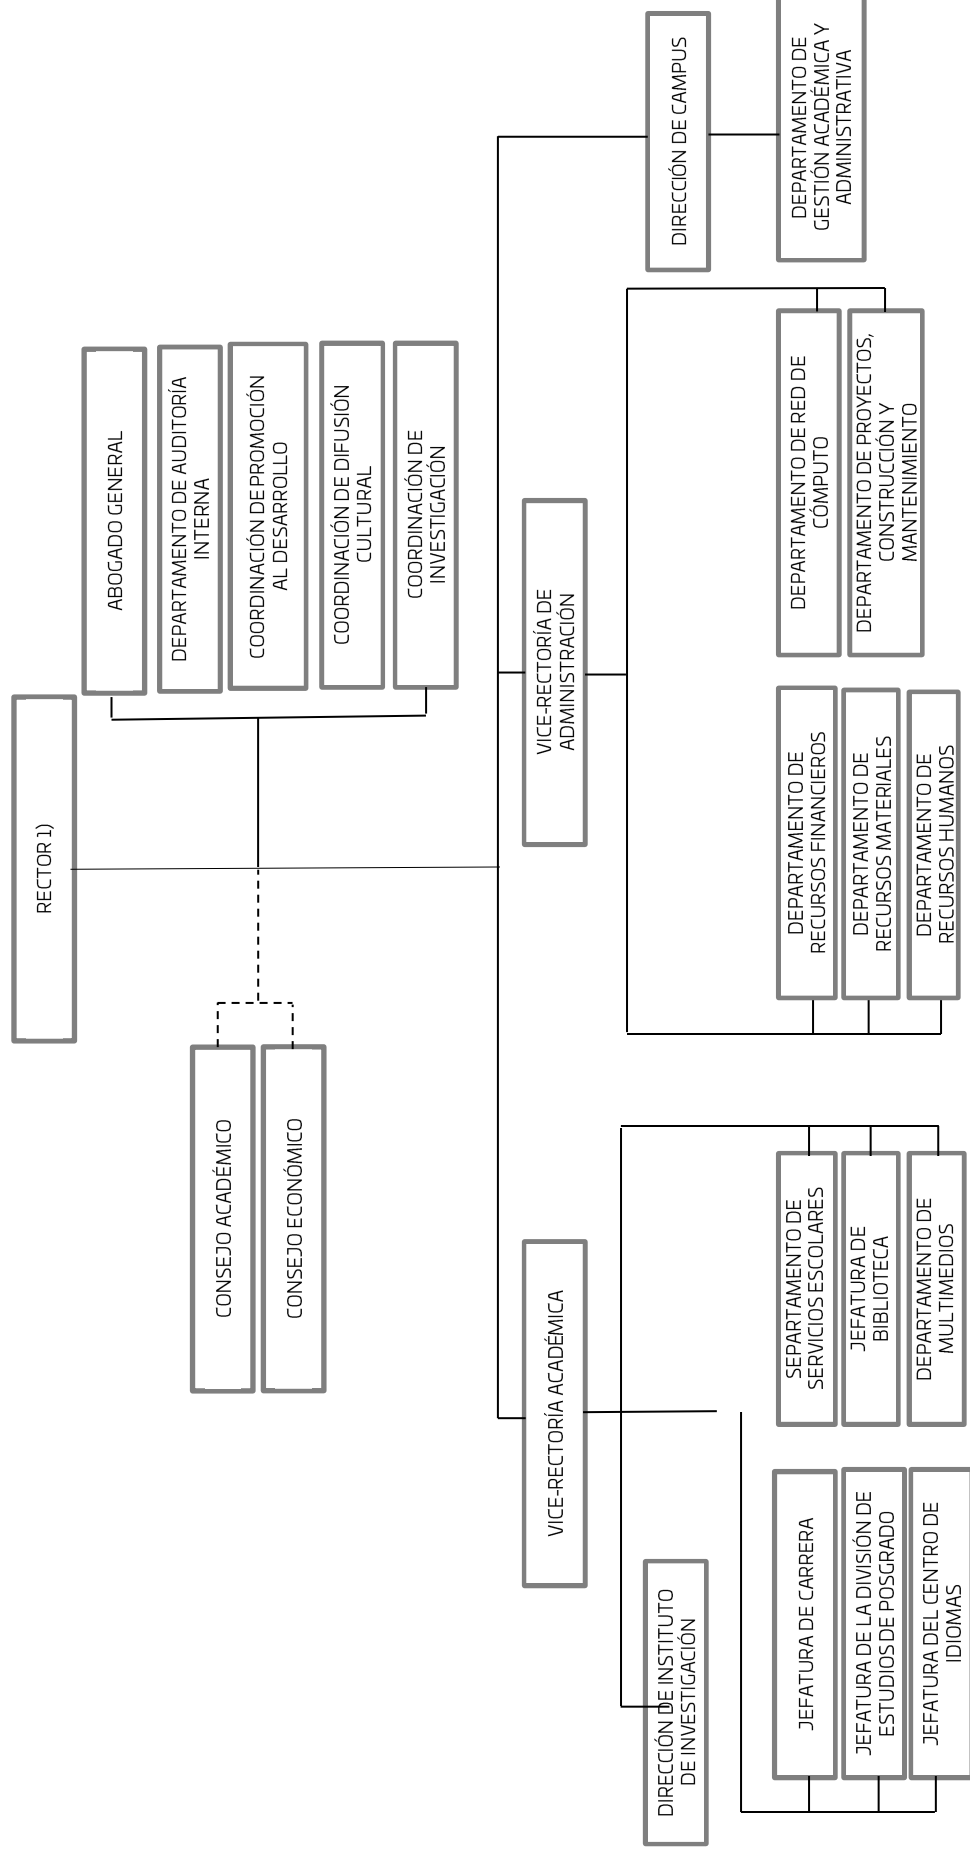 RECTOR 1)
ABOGADO GENERAL
DEPARTAMENTO DE AUDITORÍA
INTERNA
COORDINACIÓN DE PROMOCIÓN
AL DESARROLLO
COORDINACIÓN DE DIFUSIÓN
CULTURAL
COORDINACIÓN DE
INVESTIGACIÓN
CONSEJO ACADÉMICO
CONSEJO ECONÓMICO
VICE-RECTORÍA ACADÉMICA
VICE-RECTORÍA DE
ADMINISTRACIÓN
DIRECCIÓN DE INSTITUTO
DE INVESTIGACIÓN
DIRECCIÓN DE CAMPUS
JEFATURA DE CARRERA
JEFATURA DE LA DIVISIÓN DE
ESTUDIOS DE POSGRADO
JEFATURA DEL CENTRO DE
IDIOMAS
SEPARTAMENTO DE
SERVICIOS ESCOLARES
JEFATURA DE
BIBLIOTECA
DEPARTAMENTO DE
MULTIMEDIOS
DEPARTAMENTO DE
RECURSOS FINANCIEROS
DEPARTAMENTO DE
RECURSOS MATERIALES
DEPARTAMENTO DE
RECURSOS HUMANOS
DEPARTAMENTO DE RED DE
CÓMPUTO
DEPARTAMENTO DE PROYECTOS,
CONSTRUCCIÓN Y
MANTENIMIENTO
DEPARTAMENTO DE
GESTIÓN ACADÉMICA Y
ADMINISTRATIVA